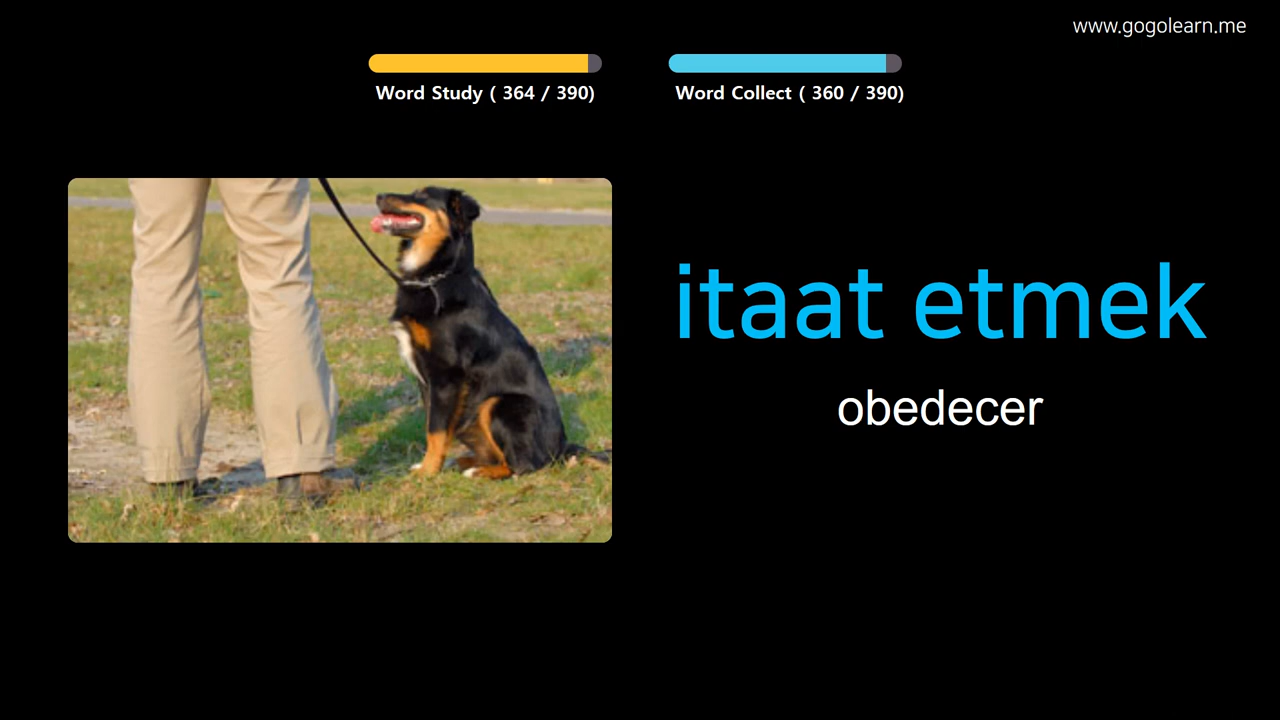 www.gogolearn.me
Word Study ( 364 / 390)
Word Collect ( 360 / 390)
itaat etmek
obedecer